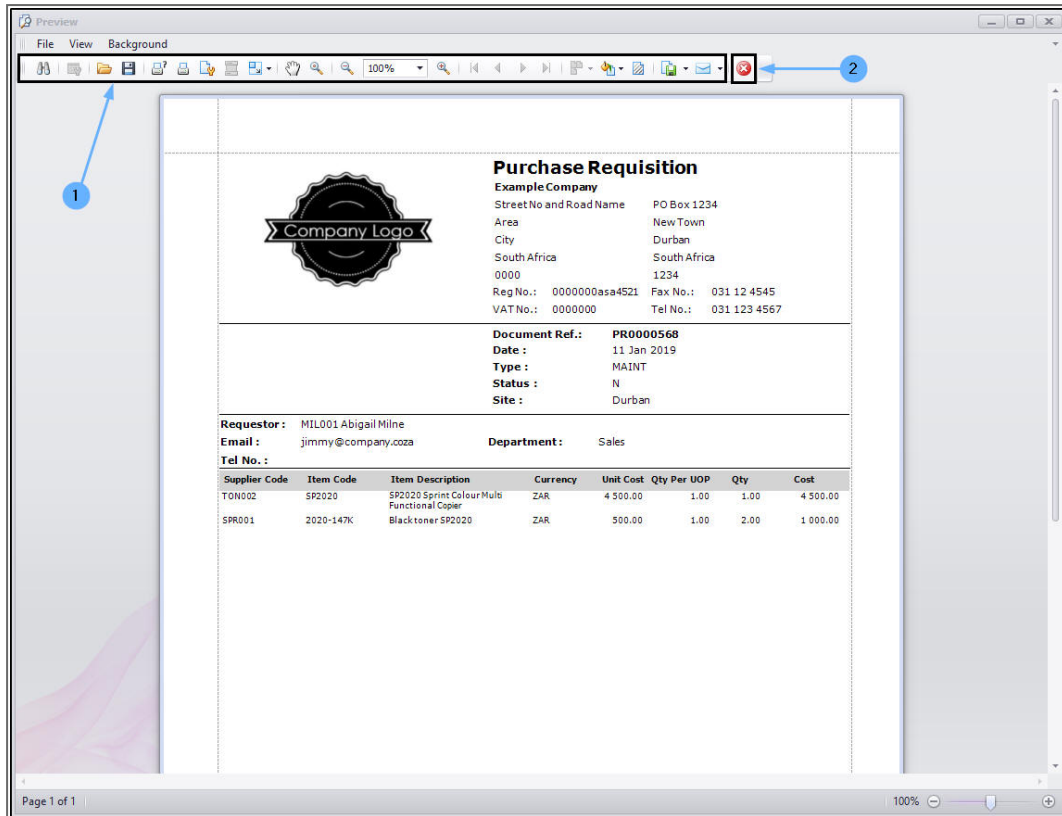 Preview
File View Background
100%
2
1
Company Logo
Purchase Requisition
Example Company
Street No and Road Name PO Box 1234
Area New Town
City Durban
South Africa South Africa
0000 1234
Reg No.: 0000000asa4521 Fax No.: 031 12 4545
VAT No.: 0000000 Tel No.: 031 123 4567
Document Ref.: PR0000568
Date : 11 Jan 2019
Type : MAINT
Status : N
Site : Durban
Requestor : MIL001 Abigail Milne
Email : jimmy@company.coza Department : Sales
Tel No. :
Supplier Code Item Code Item Description Currency Unit Cost Qty Per UOP Qty Cost
TON002 SP2020 SP2020 Sprint Colour Multi ZAR 4 500.00 1.00 1.00 4 500.00
Functional Copier
SPR001 2020-147K Black toner SP2020 ZAR 500.00 1.00 2.00 1 000.00
Page 1 of 1 100%